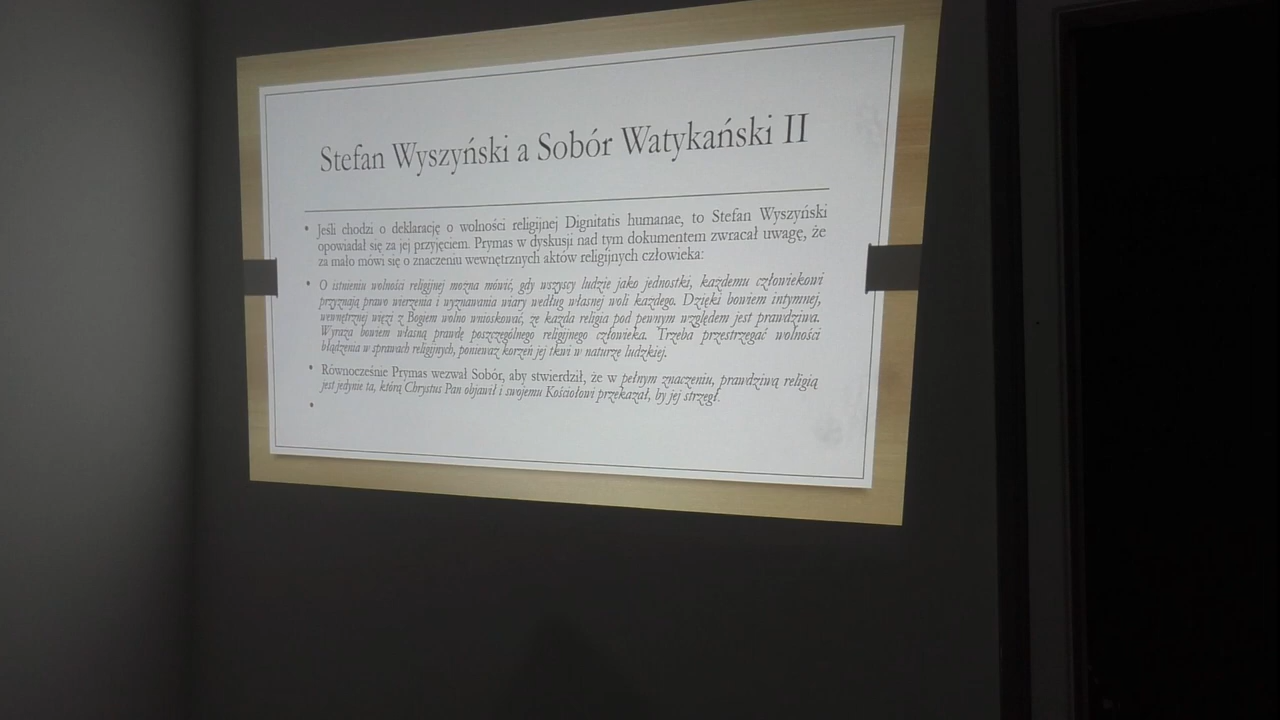 Stefan Wyszyński a Sobór Watykański II
• Jeśli chodzi o deklarację o wolności religijnej Dignitatis humanae, to Stefan Wyszyński
opowiadał się za jej przyjęciem. Prymas w dyskusji nad tym dokumentem zwracał uwagę, że
za mało mówi się o znaczeniu wewnętrznych aktów religijnych człowieka:
• O istnieniu wolności religijnej można mówić, gdy wszyscy ludzie jako jednostki, każdemu człowiekowi
przyznają prawo wierzenia i wyznawania wiary według własnej woli każdego. Dzięki bowiem intymnej,
wewnętrznej więzi z Bogiem wolno wnioskować, że każda religia pod pewnym względem jest prawdziwa.
Wyraża bowiem własną prawdę poszczególnego religijnego człowieka. Trzeba przestrzegać wolności
błądzenia w sprawach religijnych, ponieważ korzeń jej tkwi w naturze ludzkiej.
• Równocześnie Prymas wezwał Sobór, aby stwierdził, że w pełnym znaczeniu, prawdziwą religią
jest jedynie ta, którą Chrystus Pan objawił i swojemu Kościołowi przekazał, by jej strzegł.
•